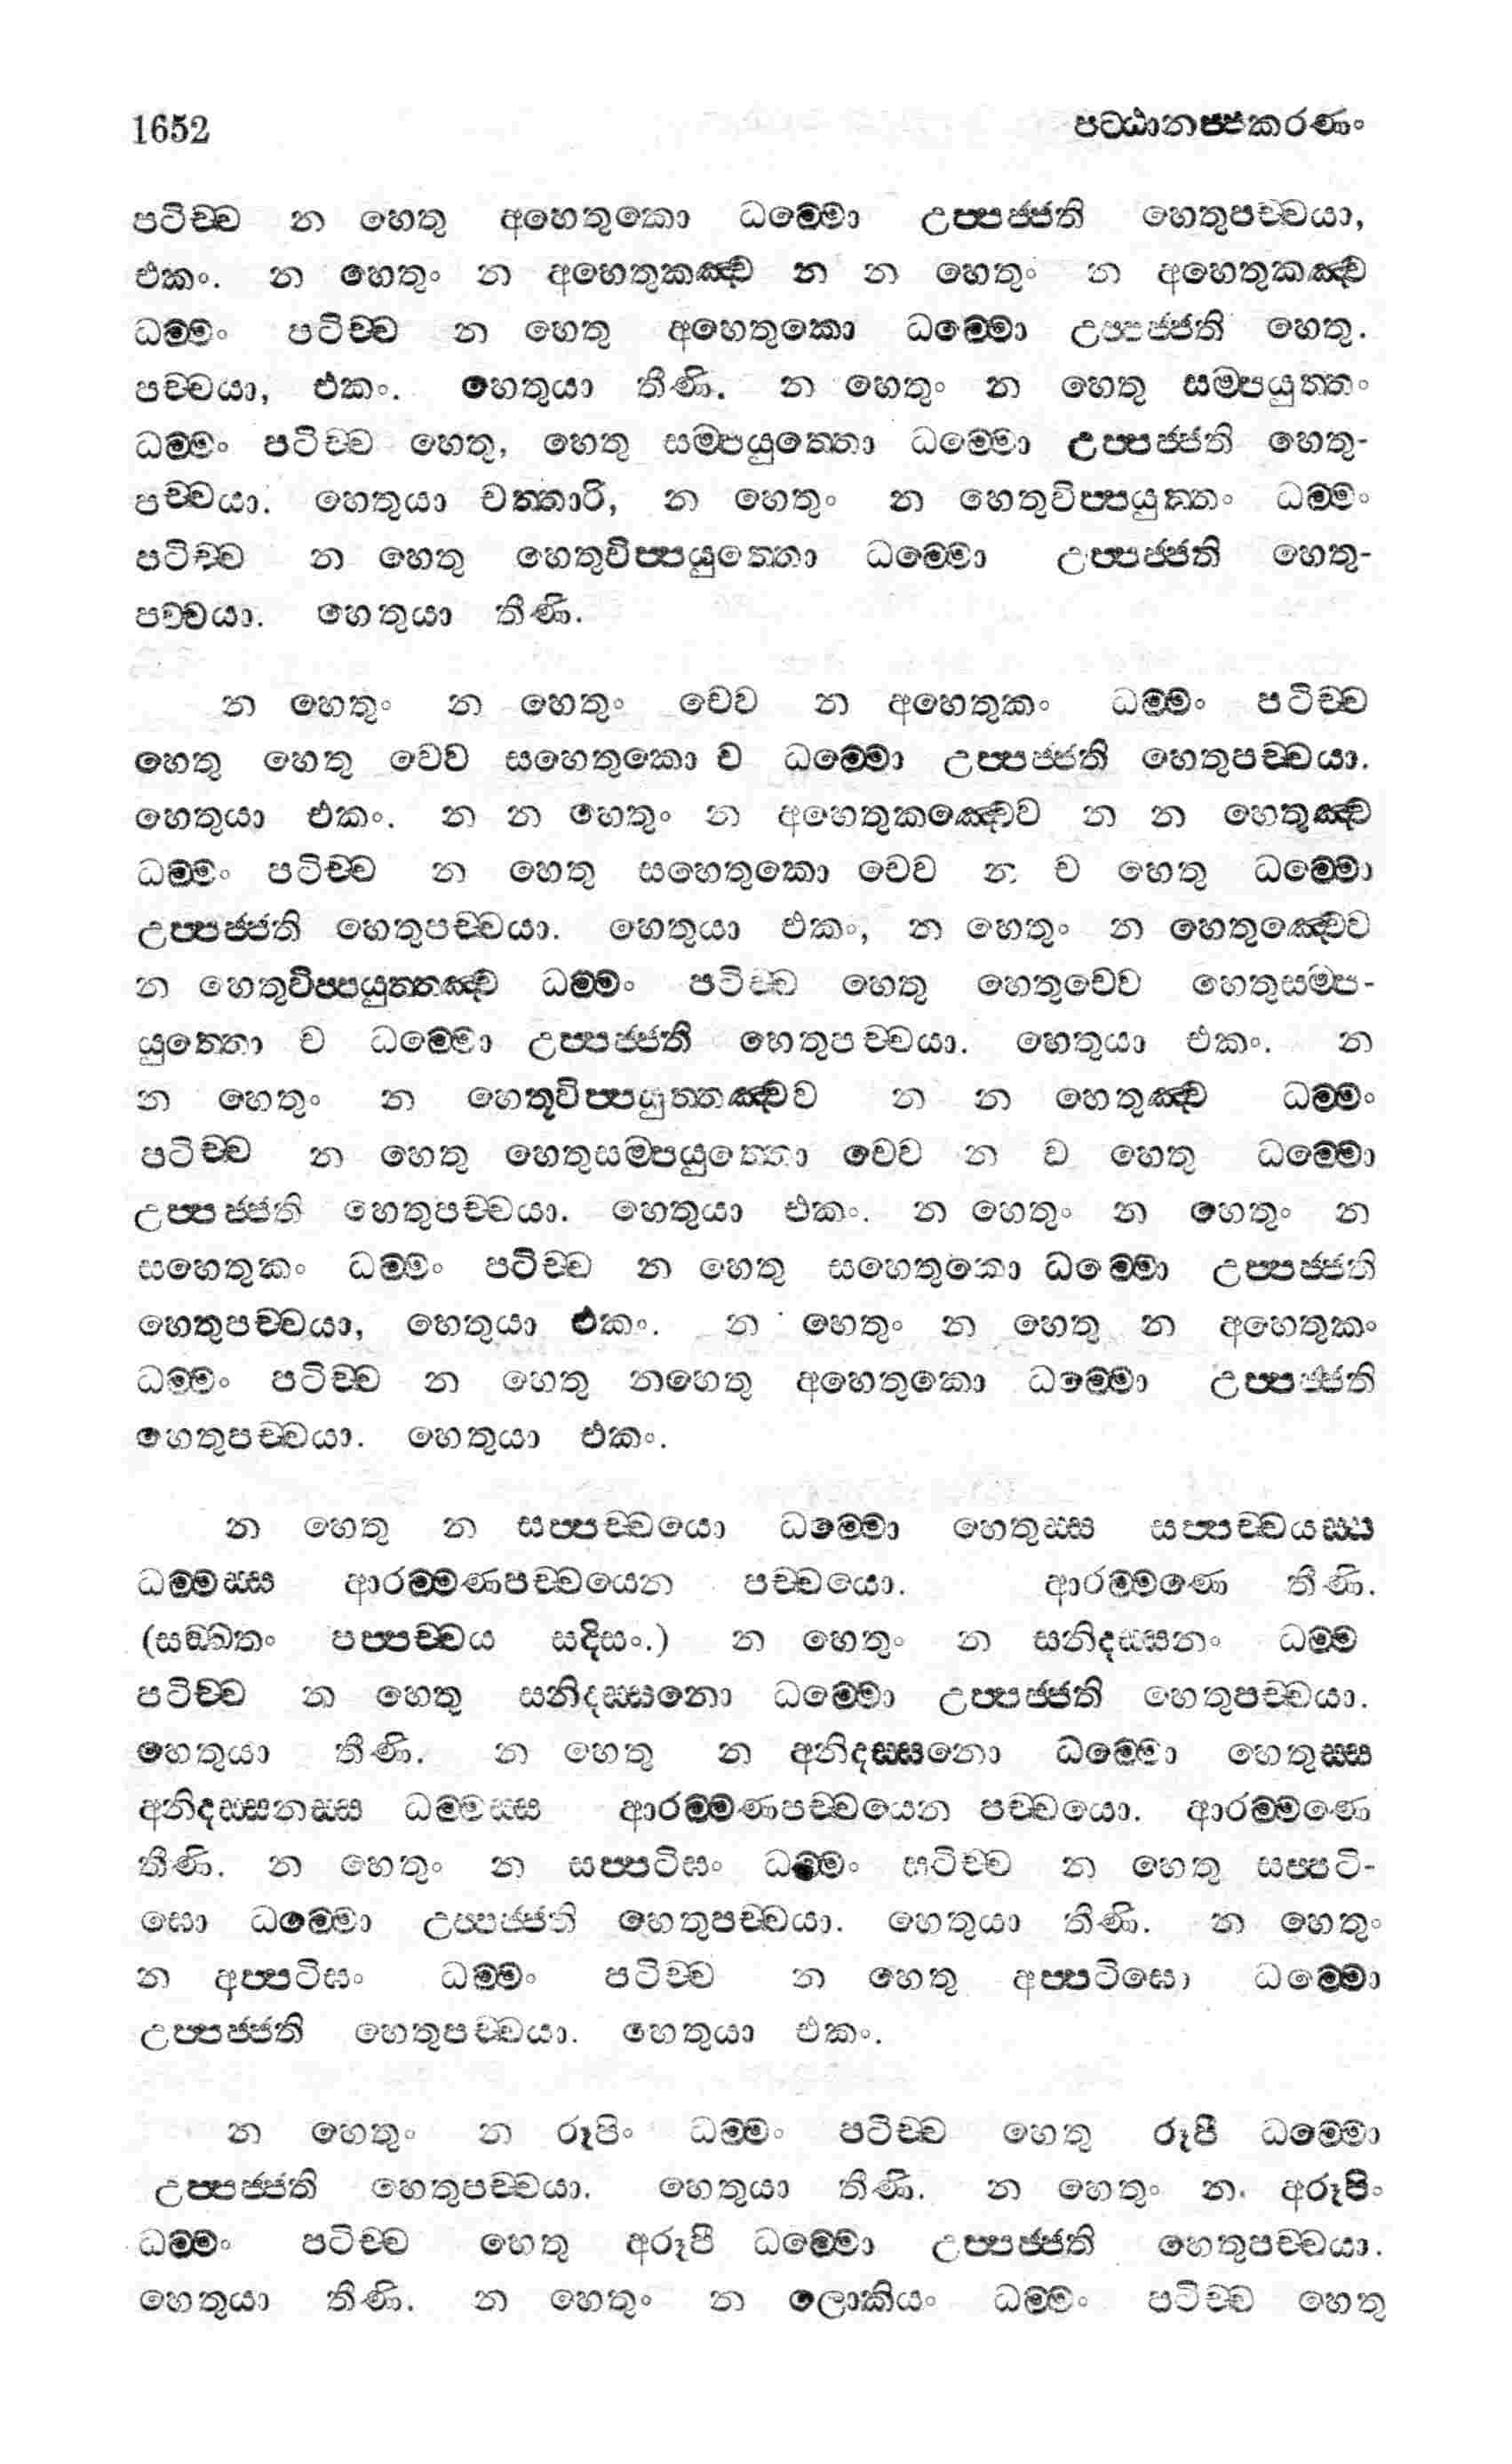 1652 පට්ඨානප්පකරණං
පටිච්ච න හෙතු අහෙතුකො ධම්මො උප්පජ්ජති හෙතුපච්චයා,
එකං. න හෙතුං න අහෙතුකඤ්ච න න හෙතුං න අහෙතුකඤ්ච
ධම්මං පටිච්ච න හෙතු අහෙතුකො ධම්මො උප්පජ්ජති හෙතු.
පච්චයා, එකං. හෙතුයා තීණි. න හෙතුං න හෙතු සම්පයුත්තං
ධම්මං පටිච්ච හෙතු, හෙතු සම්පයුත්තො ධම්මො උප්පජ්ජති හෙතු-
පච්චයා. හෙතුයා චත්තාරි, න හෙතුං න හෙතුවිප්පයුත්තං ධම්මං
පටිච්ච න හෙතු හෙතුවිප්පයුත්තො ධම්මො උප්පජ්ජති හෙතු-
පච්චයා. හෙතුයා තීණි.
න හෙතුං න හෙතුං චෙව න අහෙතුකං ධම්මං පටිච්ච
හෙතු හෙතු චෙව සහෙතුකො ච ධම්මො උප්පජ්ජති හෙතුපච්චයා.
හෙතුයා එකං. න න හෙතුං න අහෙතුකඤ්චෙව න න හෙතුඤ්ච
ධම්මං පටිච්ච න හෙතු සහෙතුකො චෙව න ච හෙතු ධම්මො
උප්පජ්ජති හෙතුපච්චයා. හෙතුයා එකං, න හෙතුං න හෙතුඤ්චෙව
න හෙතුවිප්පයුත්තඤ්ච ධම්මං පටිච්ච හෙතු හෙතුචෙව හෙතුසම්ප-
යුත්තො ච ධම්මො උප්පජ්ජති හෙතුපච්චයා. හෙතුයා එකං. න
න හෙතුං න හෙතූවිප්පයුත්තඤ්චව න න හෙතුඤ්ච ධම්මං
පටිච්ච න හෙතු හෙතුසම්පයුත්තො චෙව න ච හෙතු ධම්මො
උප්පජ්ජති හෙතුපච්චයා. හෙතුයා එකං. න හෙතුං න හෙතුං න
සහෙතුකං ධම්මං පටිච්ච න හෙතු සහෙතුකො ධම්මො උප්පජ්ජති
හෙතුපච්චයා, හෙතුයා එකං. න හෙතුං න හෙතු න අහෙතුකං
ධම්මං පටිච්ච න හෙතු නහෙතු අහෙතුකො ධම්මො උප්පජ්ජති
හෙතුපච්චයා. හෙතුයා එකං.
න හෙතු න සප්පච්චයො ධම්මො හෙතුස්ස සප්පච්චයස්ස
ධම්මස්ස ආරම්මණපච්චයෙන පච්චයො. ආරම්මණෙ තීණි.
(සඞ්ඛතං පප්පච්චය සදිසං.) න හෙතුං න සනිදස්සනං ධම්ම
පටිච්ච න හෙතු සනිදස්සනො ධම්මො උප්පජ්ජති හෙතුපච්චයා.
හෙතුයා තීණි. න හෙතු න අනිදස්සනො ධම්මො හෙතුස්ස
අනිදස්සනස්ස ධම්මස්ස ආරම්මණපච්චයෙන පච්චයො. ආරම්මණෙ
තීණි. න හෙතුං න සප්පටිඝං ධම්මං පටිච්ච න හෙතු සප්පටි-
ඝො ධම්මො උප්පජ්ජති හෙතුපච්චයා. හෙතුයා තීණි. න හෙතුං
න අප්පටිඝං ධම්මං පටිච්ච න හෙතු අප්පටිඝො ධම්මො
උප්පජ්ජති හෙතුපච්චයා. හෙතුයා එකං.
න හෙතුං න රූපිං ධම්මං පටිච්ච හෙතු රූපී ධම්මො
උප්පජ්ජති හෙතුපච්චයා. හෙතුයා තීණි. න හෙතුං න. අරූපිං
ධම්මං පටිච්ච හෙතු අරූපී ධම්මො උප්පජ්ජති හෙතුපච්චයා.
හෙතුයා තීණි. න හෙතුං න ලොකියං ධම්මං පටිච්ච හෙතු